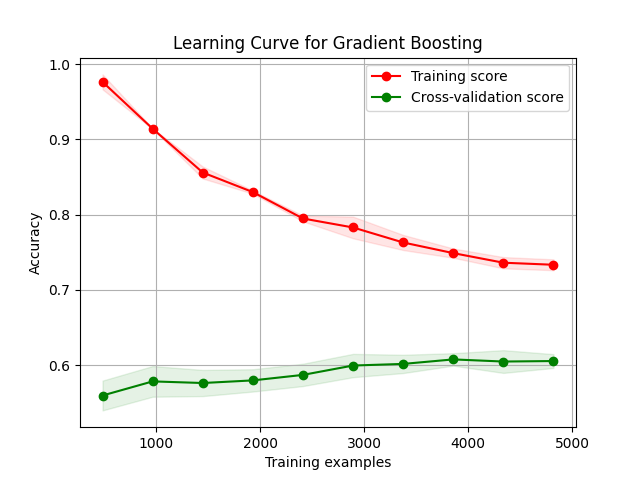 Learning Curve for Gradient Boosting
Training score
Cross-validation score
1.0
0.9
0.8
0.7
0.6
Accuracy
1000 2000 3000 4000 5000
Training examples